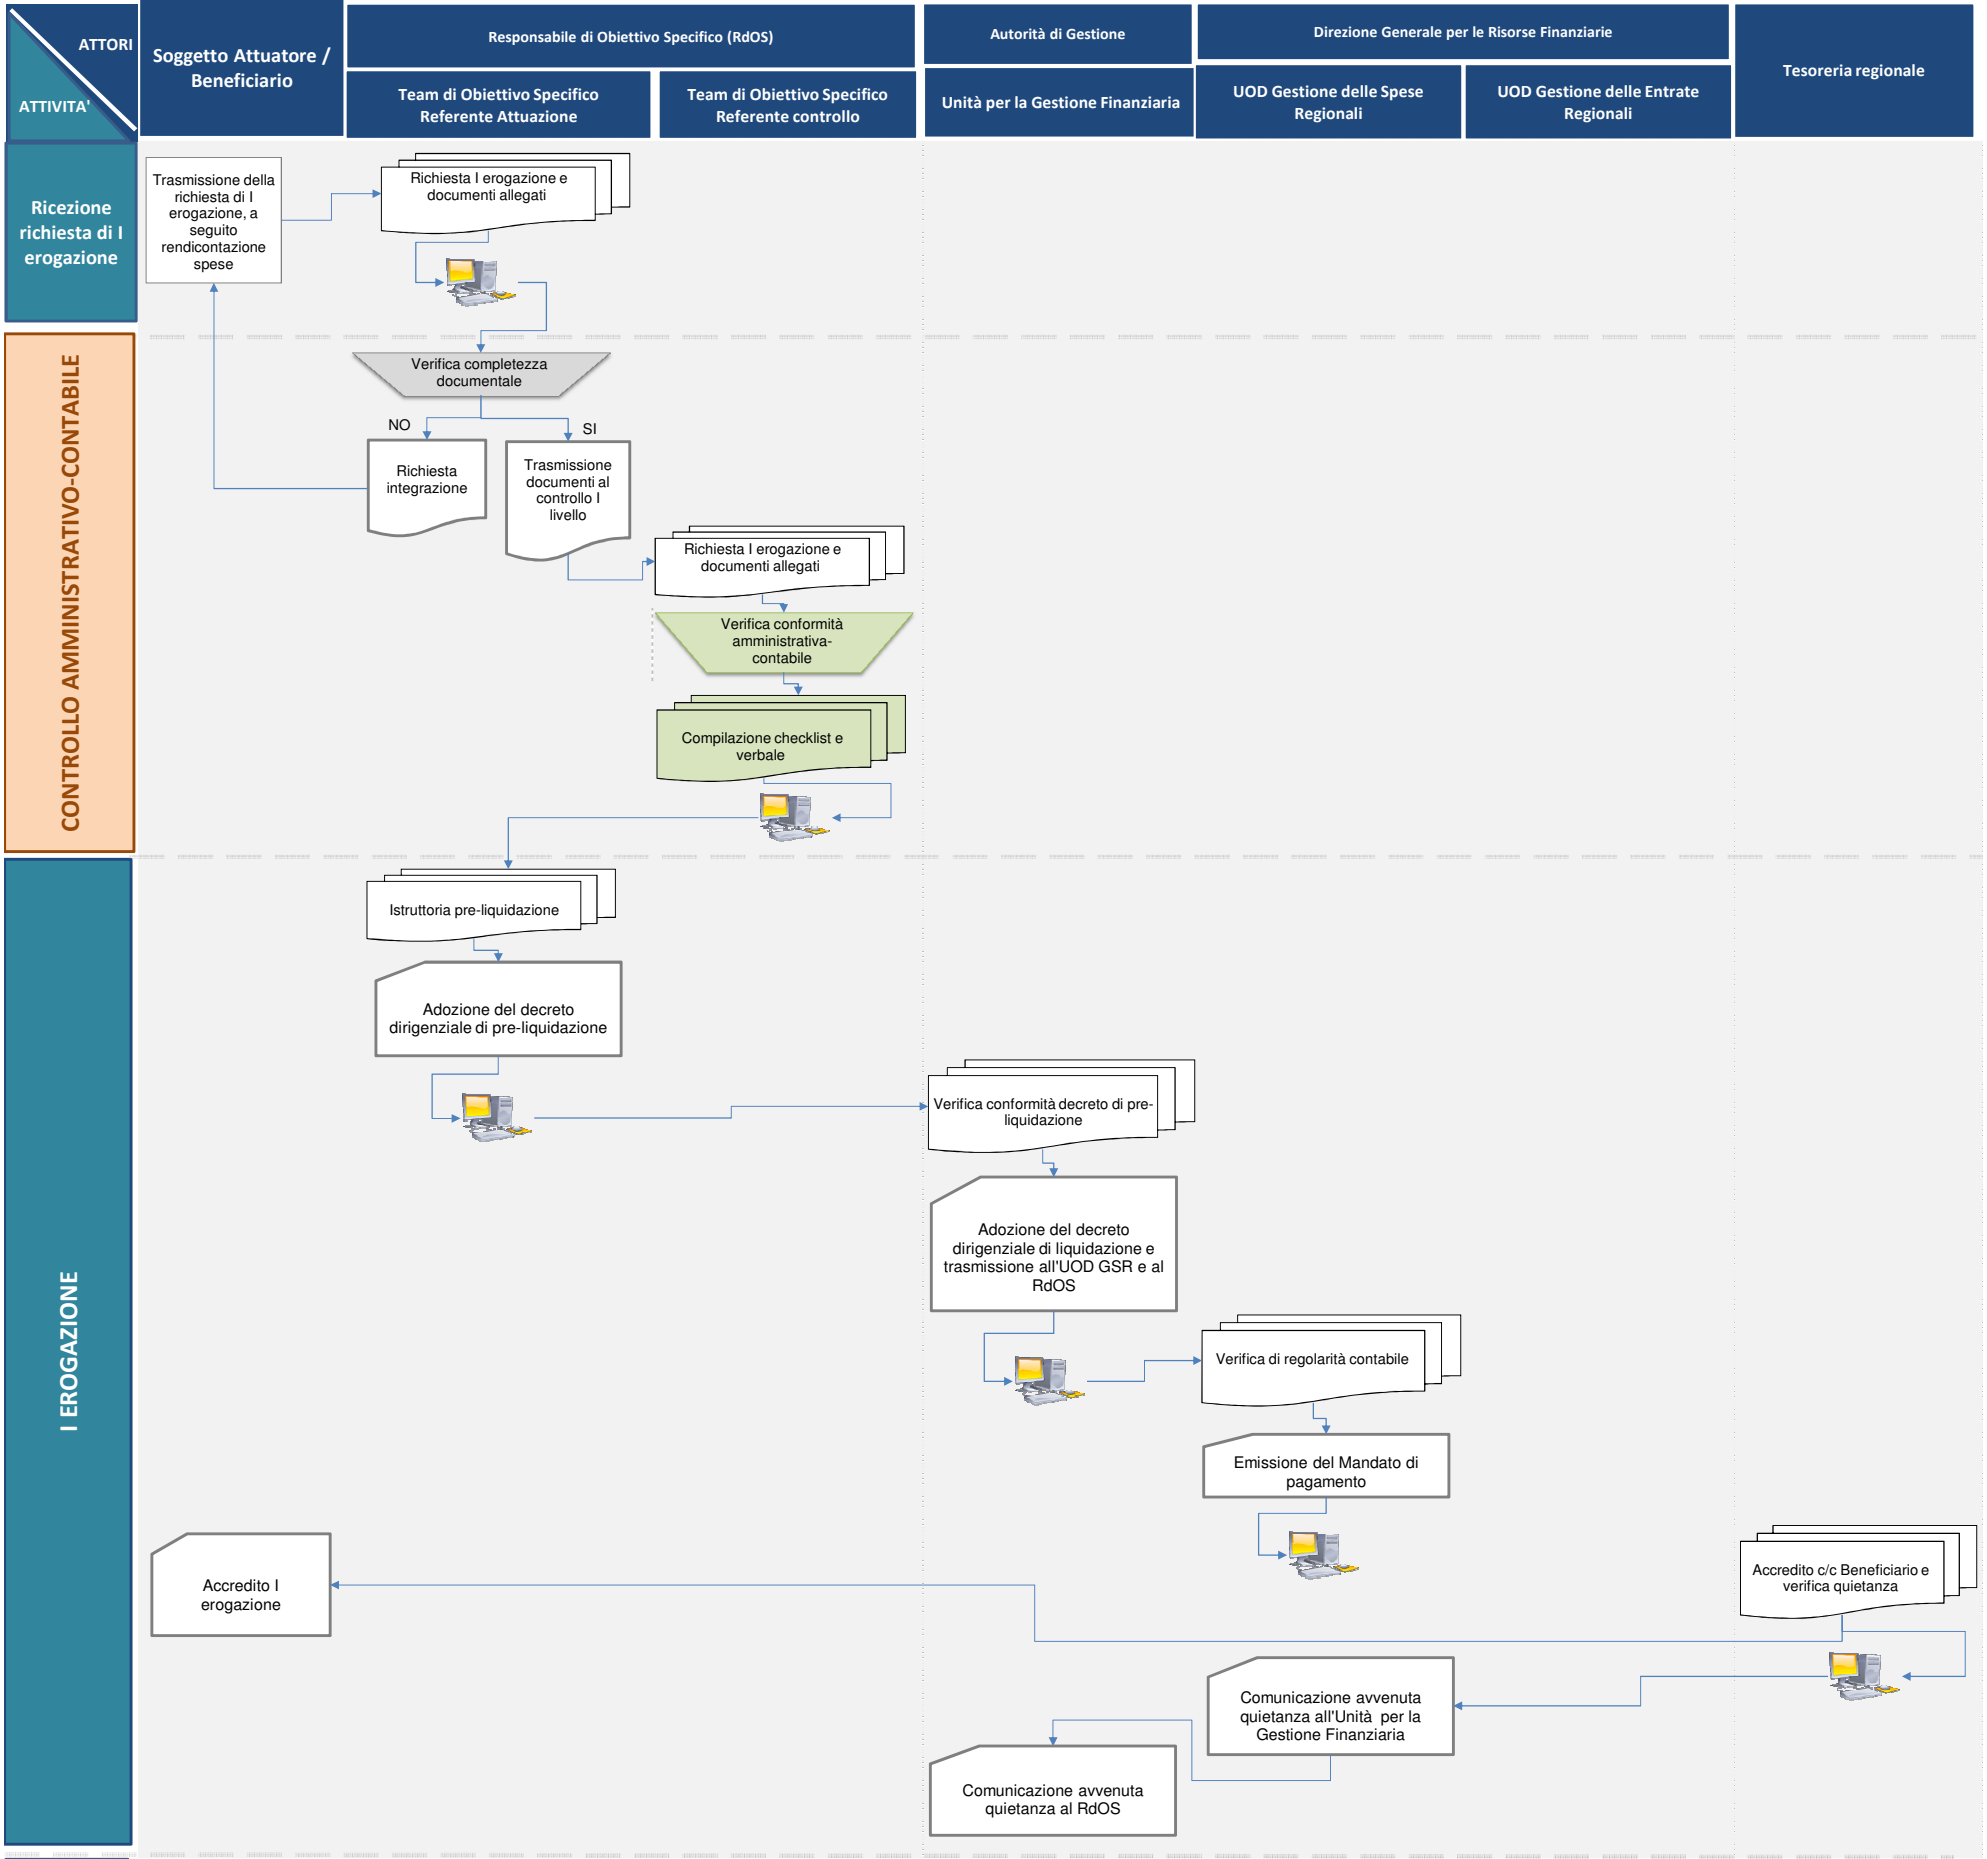 ATTORI
ATTIVITA'
Soggetto Attuatore /
Beneficiario
Responsabile di Obiettivo Specifico (RdOS)
Team di Obiettivo Specifico
Referente Attuazione
Team di Obiettivo Specifico
Referente controllo
Autorità di Gestione
Unità per la Gestione Finanziaria
Direzione Generale per le Risorse Finanziarie
UOD Gestione delle Spese
Regionali
UOD Gestione delle Entrate
Regionali
Tesoreria regionale
Ricezione
richiesta di I
erogazione
Trasmissione della
richiesta di I
erogazione, a
seguito
rendicontazione
spese
Richiesta I erogazione e
documenti allegati
CONTROLLO AMMINISTRATIVO-CONTABILE
Verifica completezza
documentale
NO
SI
Richiesta
integrazione
Trasmissione
documenti al
controllo I
livello
Richiesta I erogazione e
documenti allegati
Verifica conformità
amministrativa-
contabile
Compilazione checklist e
verbale
I EROGAZIONE
Istruttoria pre-liquidazione
Adozione del decreto
dirigenziale di pre-liquidazione
Verifica conformità decreto di pre-
liquidazione
Adozione del decreto
dirigenziale di liquidazione e
trasmissione all'UOD GSR e al
RdOS
Verifica di regolarità contabile
Emissione del Mandato di
pagamento
Accredito I
erogazione
Accredito c/c Beneficiario e
verifica quietanza
Comunicazione avvenuta
quietanza all'Unità per la
Gestione Finanziaria
Comunicazione avvenuta
quietanza al RdOS